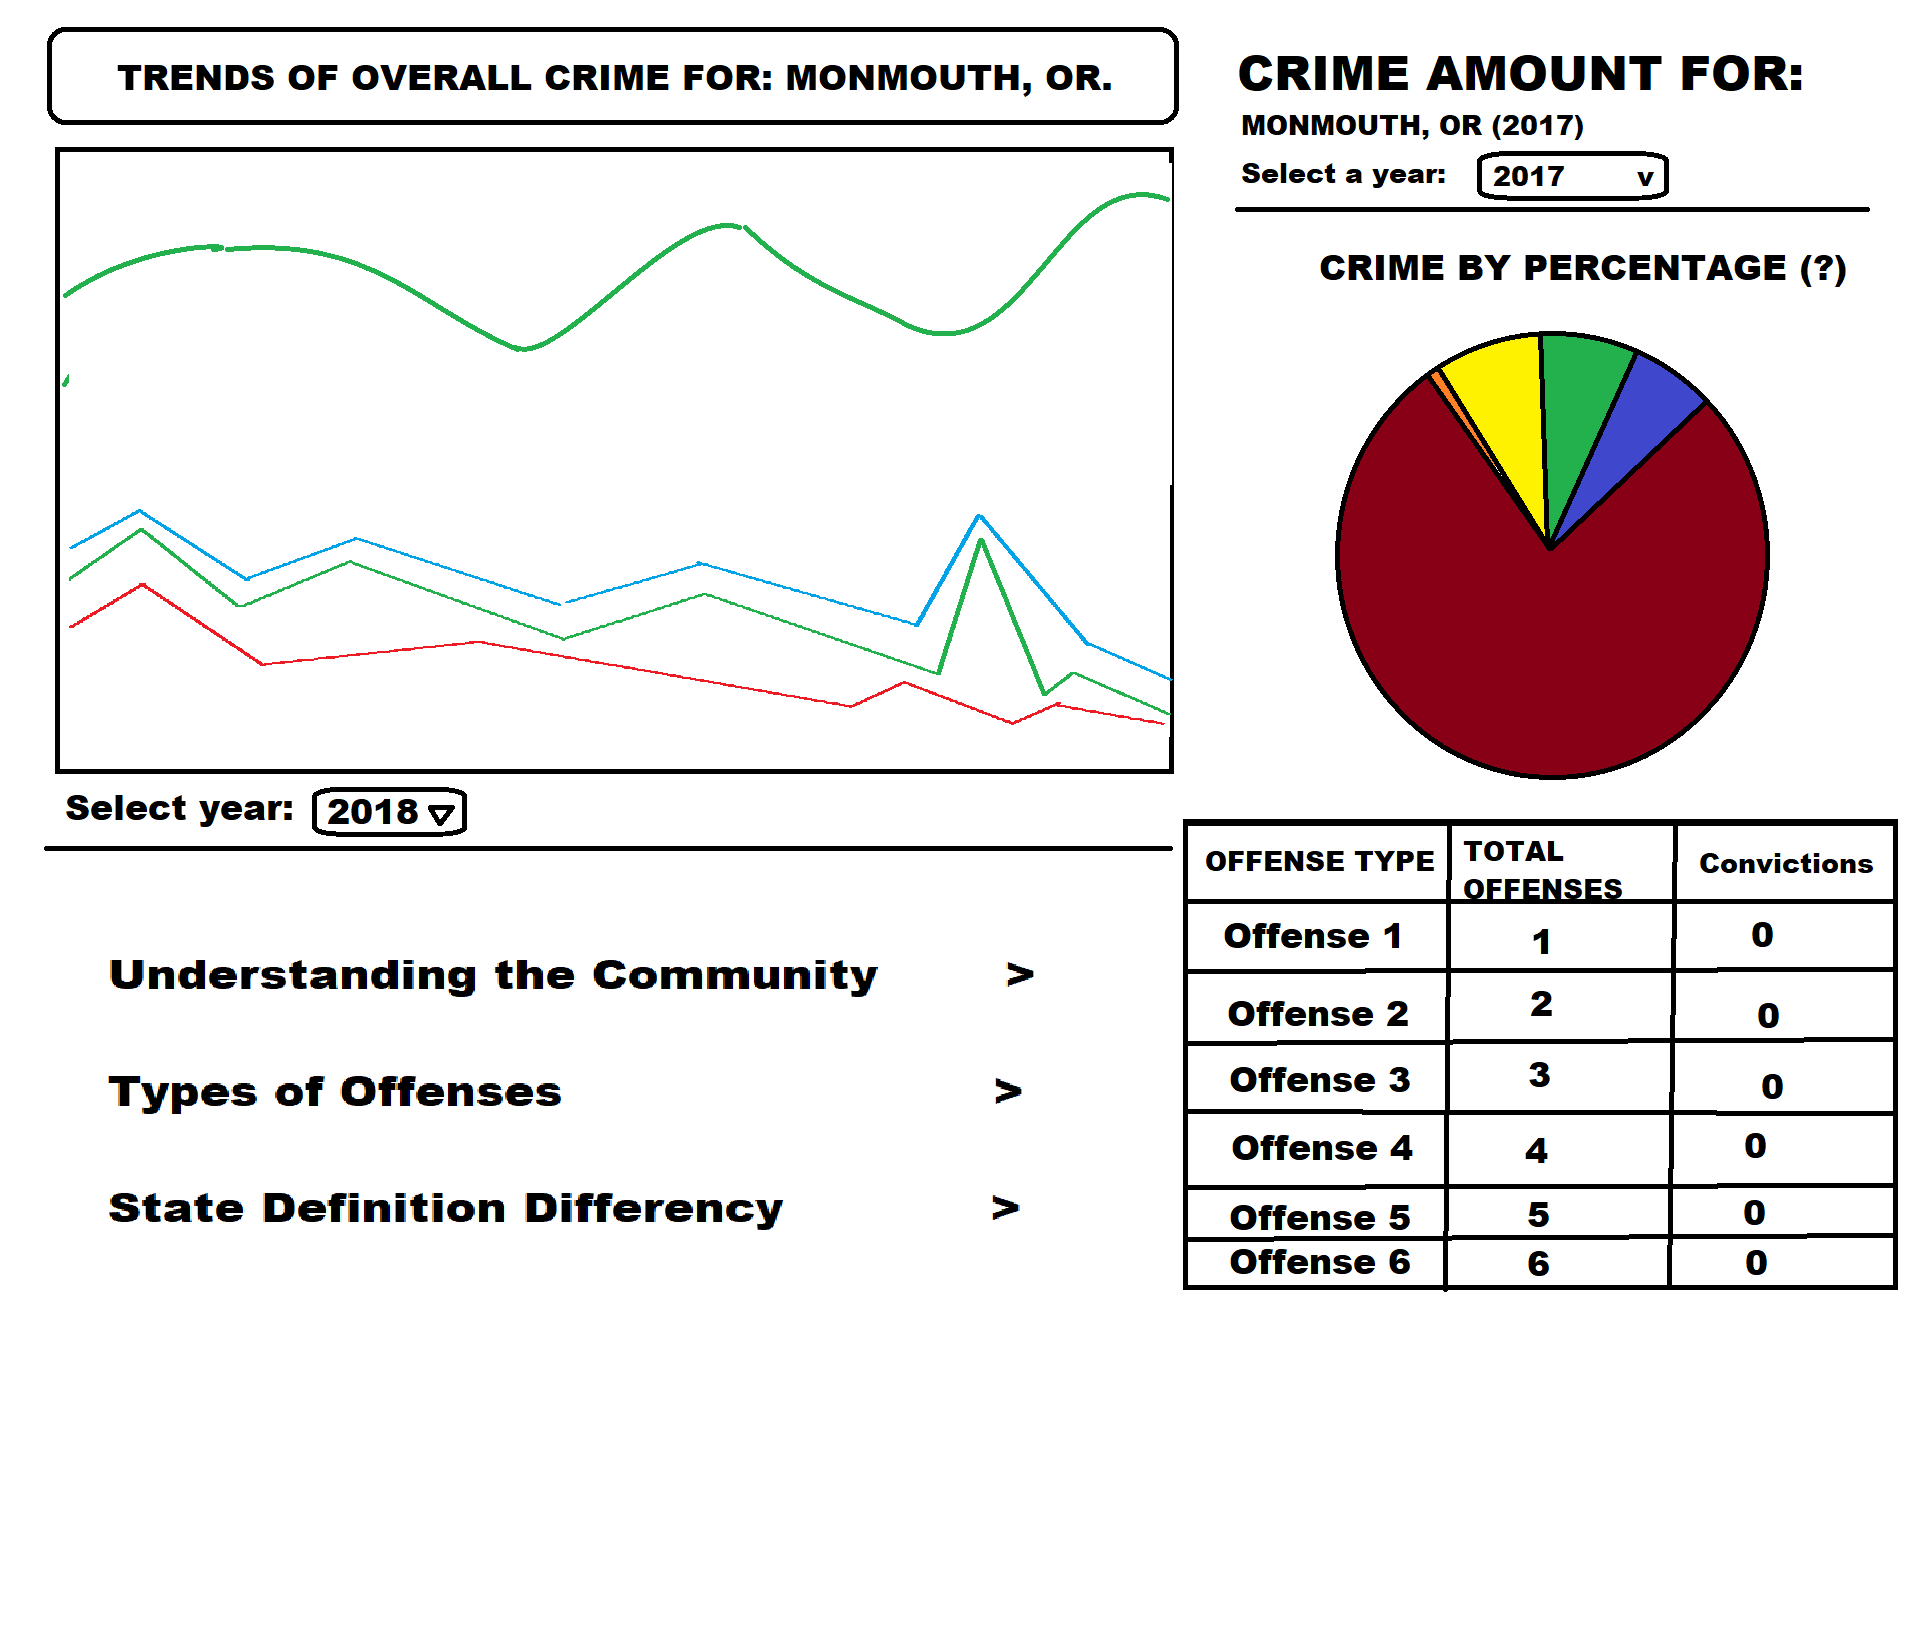 TRENDS OF OVERALL CRIME FOR: MONMOUTH, OR.
Select year: 2018
Understanding the Community >
Types of Offenses >
State Definition Differency >
CRIME AMOUNT FOR:
MONMOUTH, OR (2017)
Select a year: 2017 v
CRIME BY PERCENTAGE (?)
OFFENSE TYPE TOTAL OFFENSES Convictions
Offense 1 1 0
Offense 2 2 0
Offense 3 3 0
Offense 4 4 0
Offense 5 5 0
Offense 6 6 0